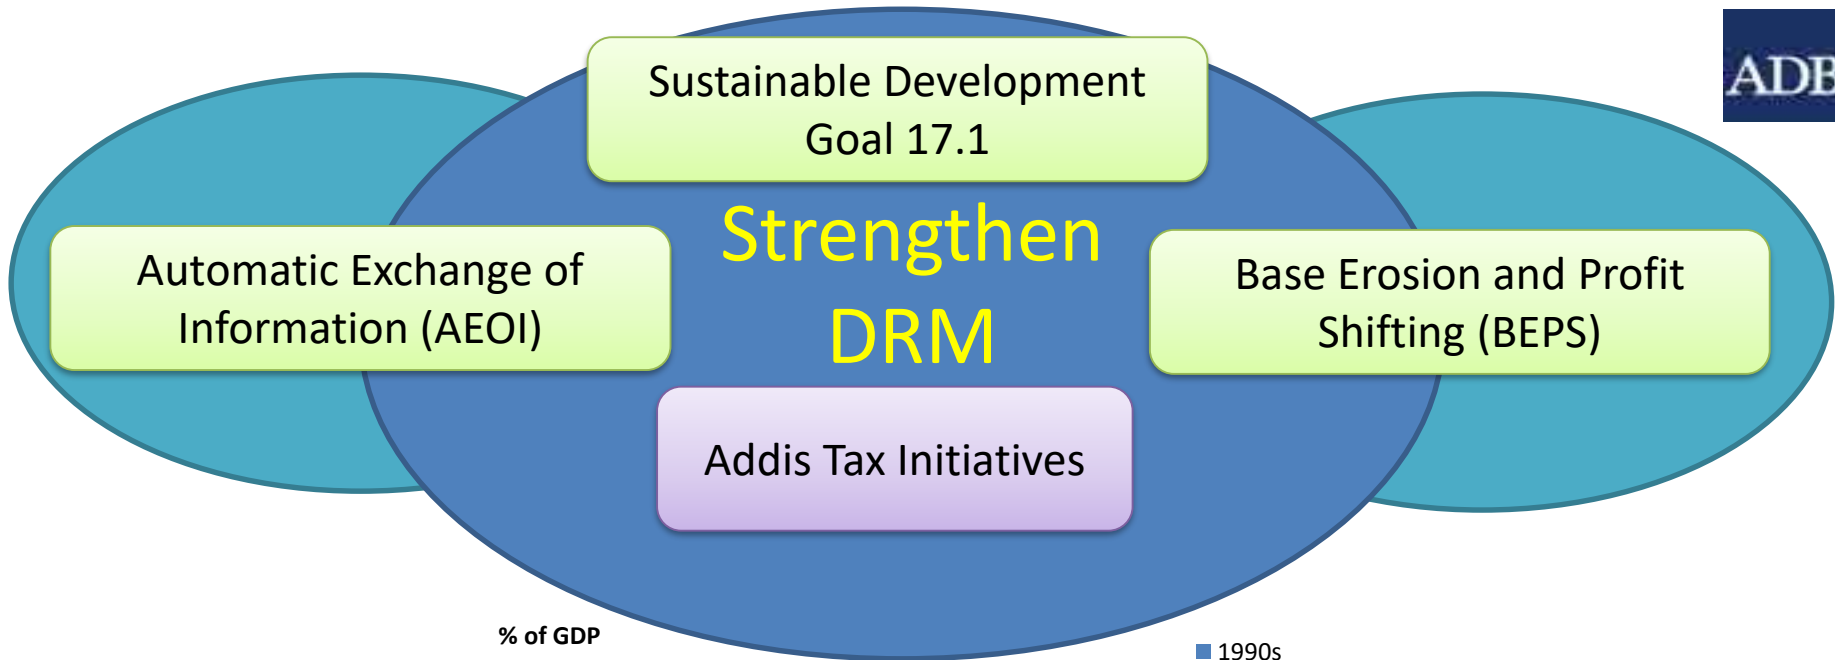 Sustainable Development
Goal 17.1
ADB
Strengthen
DRM
Automatic Exchange of
Information (AEOI)
Base Erosion and Profit
Shifting (BEPS)
Addis Tax Initiatives
% of GDP
1990s